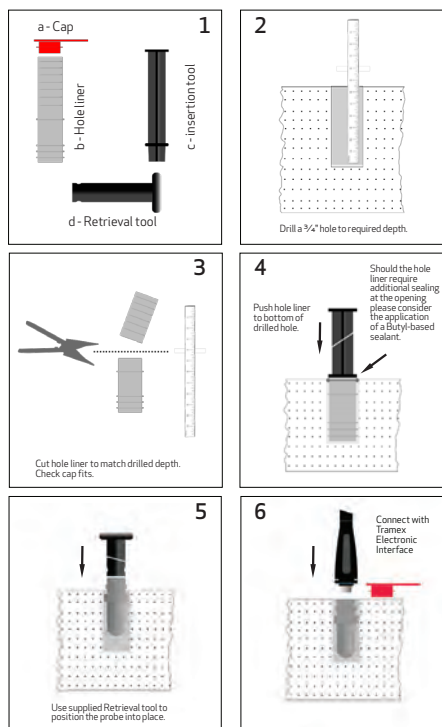 1
a - Cap
b - Hole liner
c - insertion tool
d - Retrieval tool
2
Drill a ¾" hole to required depth.
3
Cut hole liner to match drilled depth.
Check cap fits.
4
Push hole liner
to bottom of
drilled hole.
Should the hole
liner require
additional sealing
at the opening
please consider
the application
of a Butyl-based
sealant.
5
Use supplied Retrieval tool to
position the probe into place.
6
Connect with
Tramex
Electronic
Interface